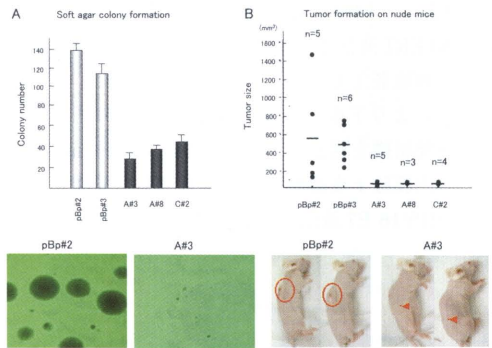 A
Soft agar colony formation
Colony number
140
120
100
80
60
40
20
pBp#2
pBp#3
A#3
A#8
C#2
pBp#2
A#3
B
Tumor formation on nude mice
(mm³)
Tumor size
1800
1600
1400
1200
1000
800
600
400
200
n=5
n=6
n=5
n=3
n=4
pBp#2
pBp#3
A#3
A#8
C#2
pBp#2
A#3